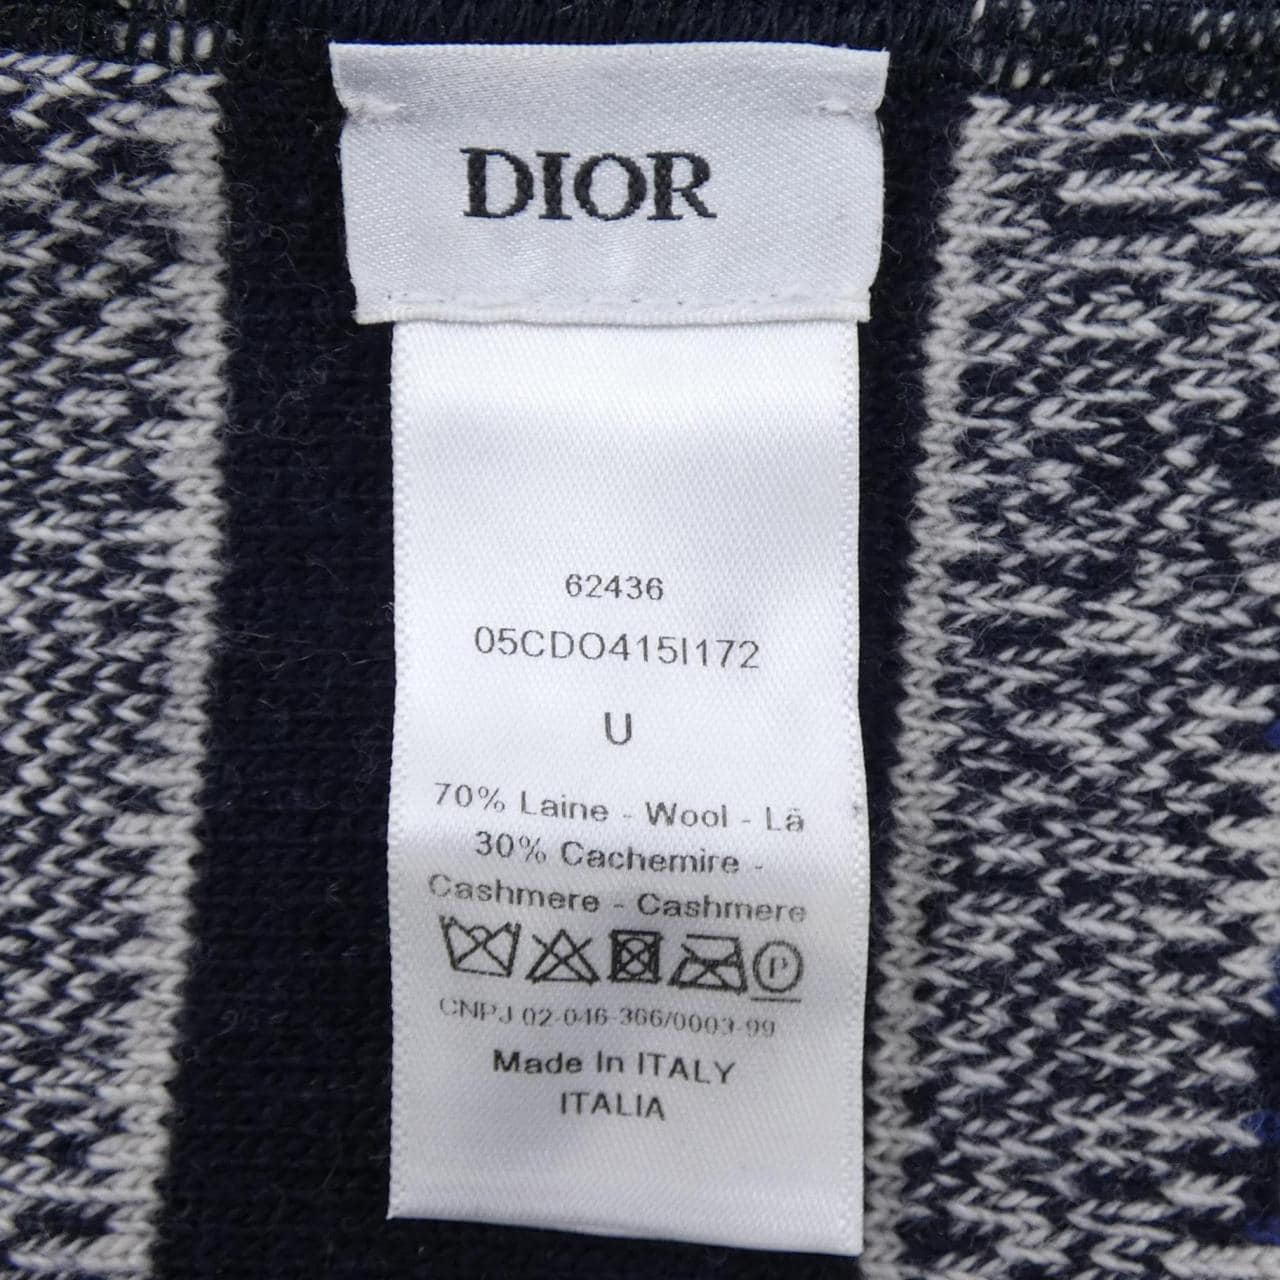 DIOR
62436
05CDO415I172
U
70% Laine - Wool - Lã
30% Cachemire -
Cashmere - Cashmere
P
CNPJ 02-046-366/0003-99
Made In ITALY
ITALIA